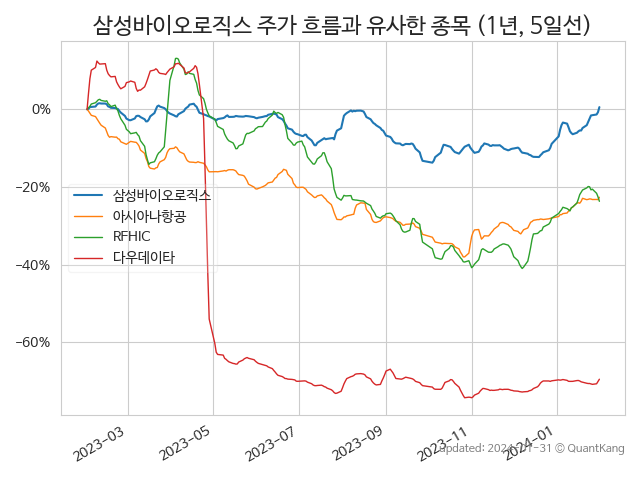 삼성바이오로직스 주가 흐름과 유사한 종목 (1년, 5일선)
0%
−20%
−40%
−60%
삼성바이오로직스
아시아나항공
RFHIC
다우데이타
2023-03
2023-05
2023-07
2023-09
2023-11
2024-01
updated: 2024-01-31 © QuantKang